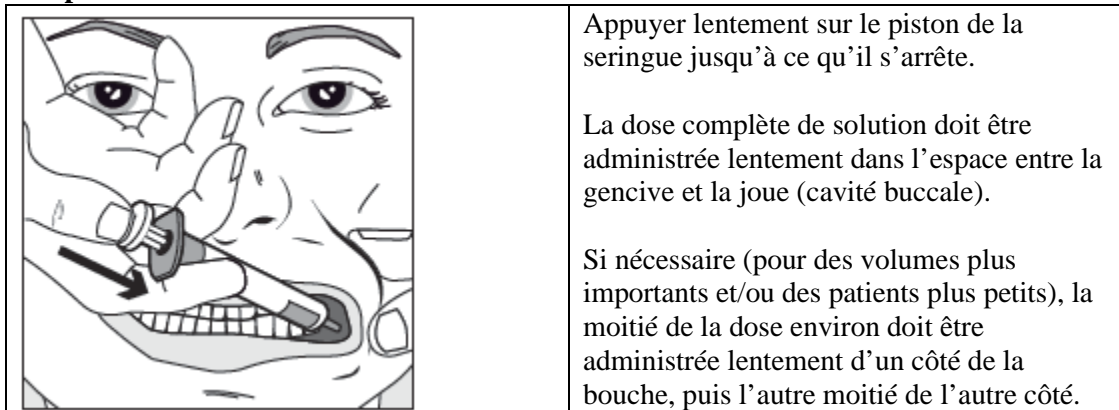 Appuyer lentement sur le piston de la
seringue jusqu’à ce qu’il s’arrête.
La dose complète de solution doit être
administrée lentement dans l’espace entre la
gencive et la joue (cavité buccale).
Si nécessaire (pour des volumes plus
importants et/ou des patients plus petits), la
moitié de la dose environ doit être
administrée lentement d’un côté de la
bouche, puis l’autre moitié de l’autre côté.